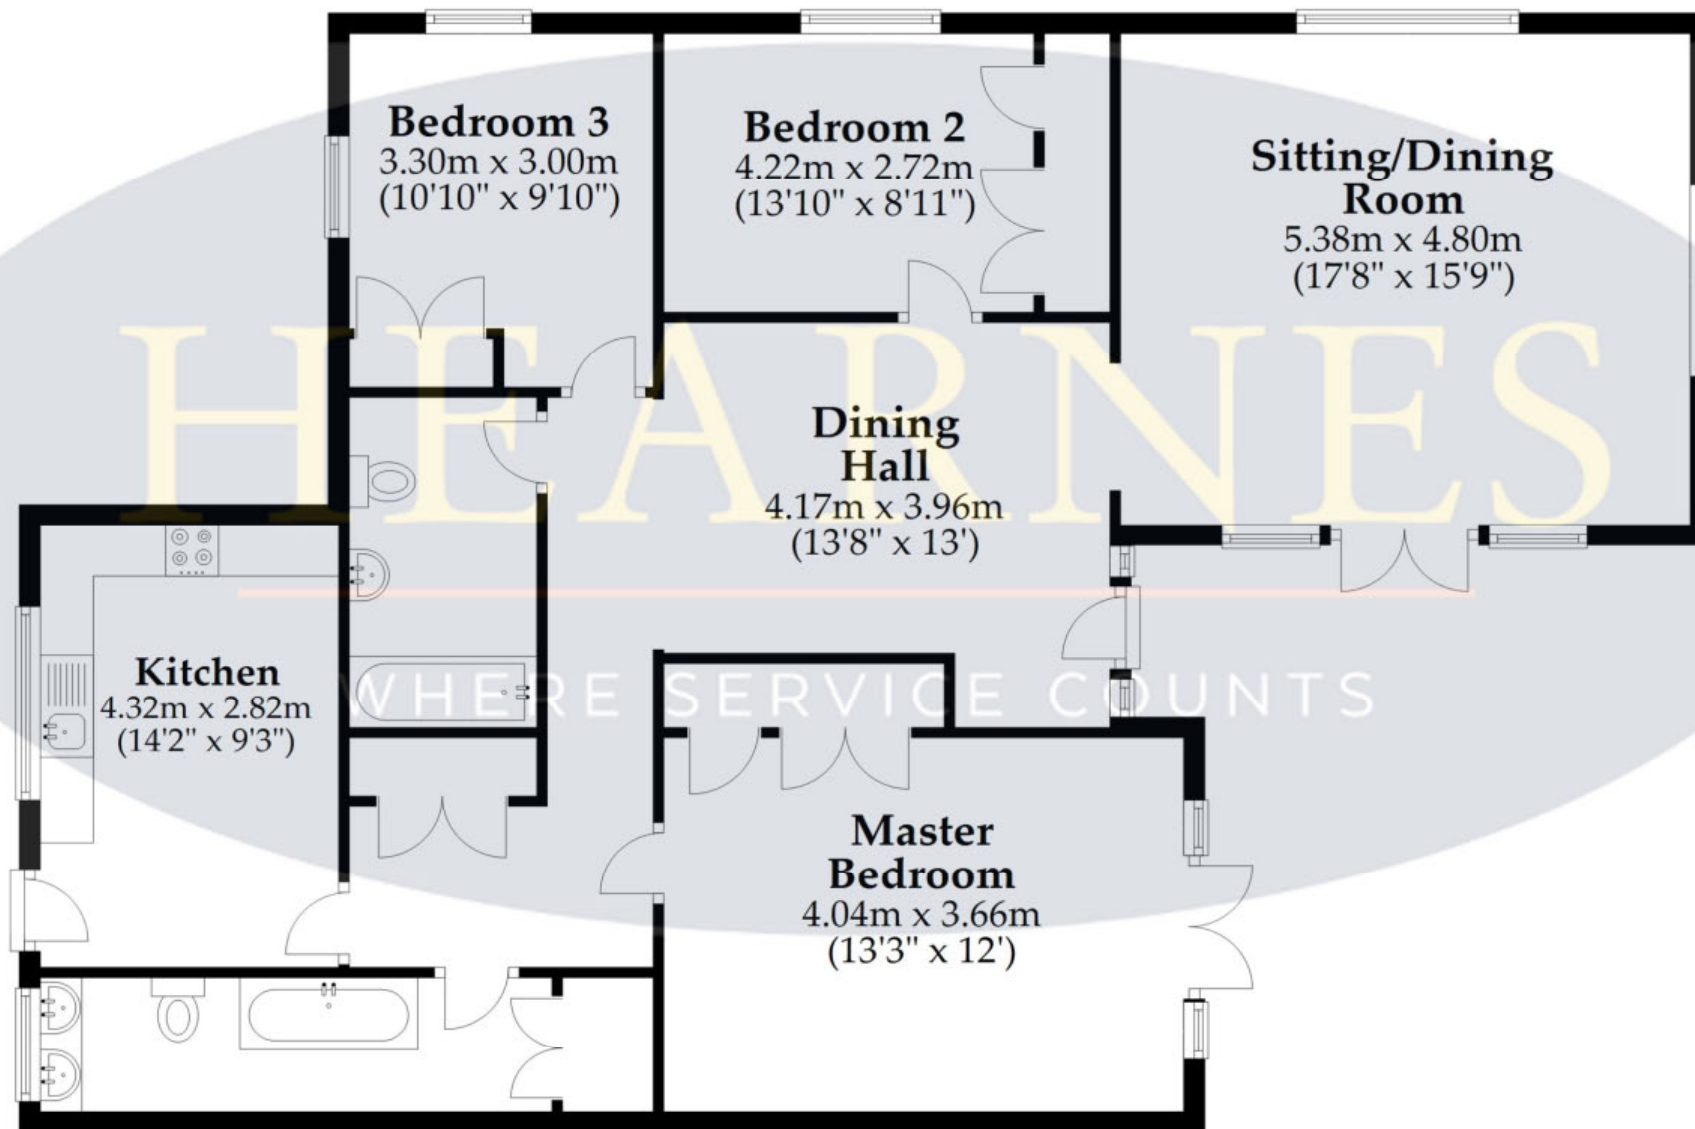 Bedroom 3
3.30m x 3.00m
(10'10" x 9'10")
Bedroom 2
4.22m x 2.72m
(13'10" x 8'11")
Sitting/Dining
Room
5.38m x 4.80m
(17'8" x 15'9")
HEARNES
Dining
Hall
4.17m x 3.96m
(13'8" x 13')
Kitchen
4.32m x 2.82m
(14'2" x 9'3")
WHERE SERVICE COUNTS
Master
Bedroom
4.04m x 3.66m
(13'3" x 12')